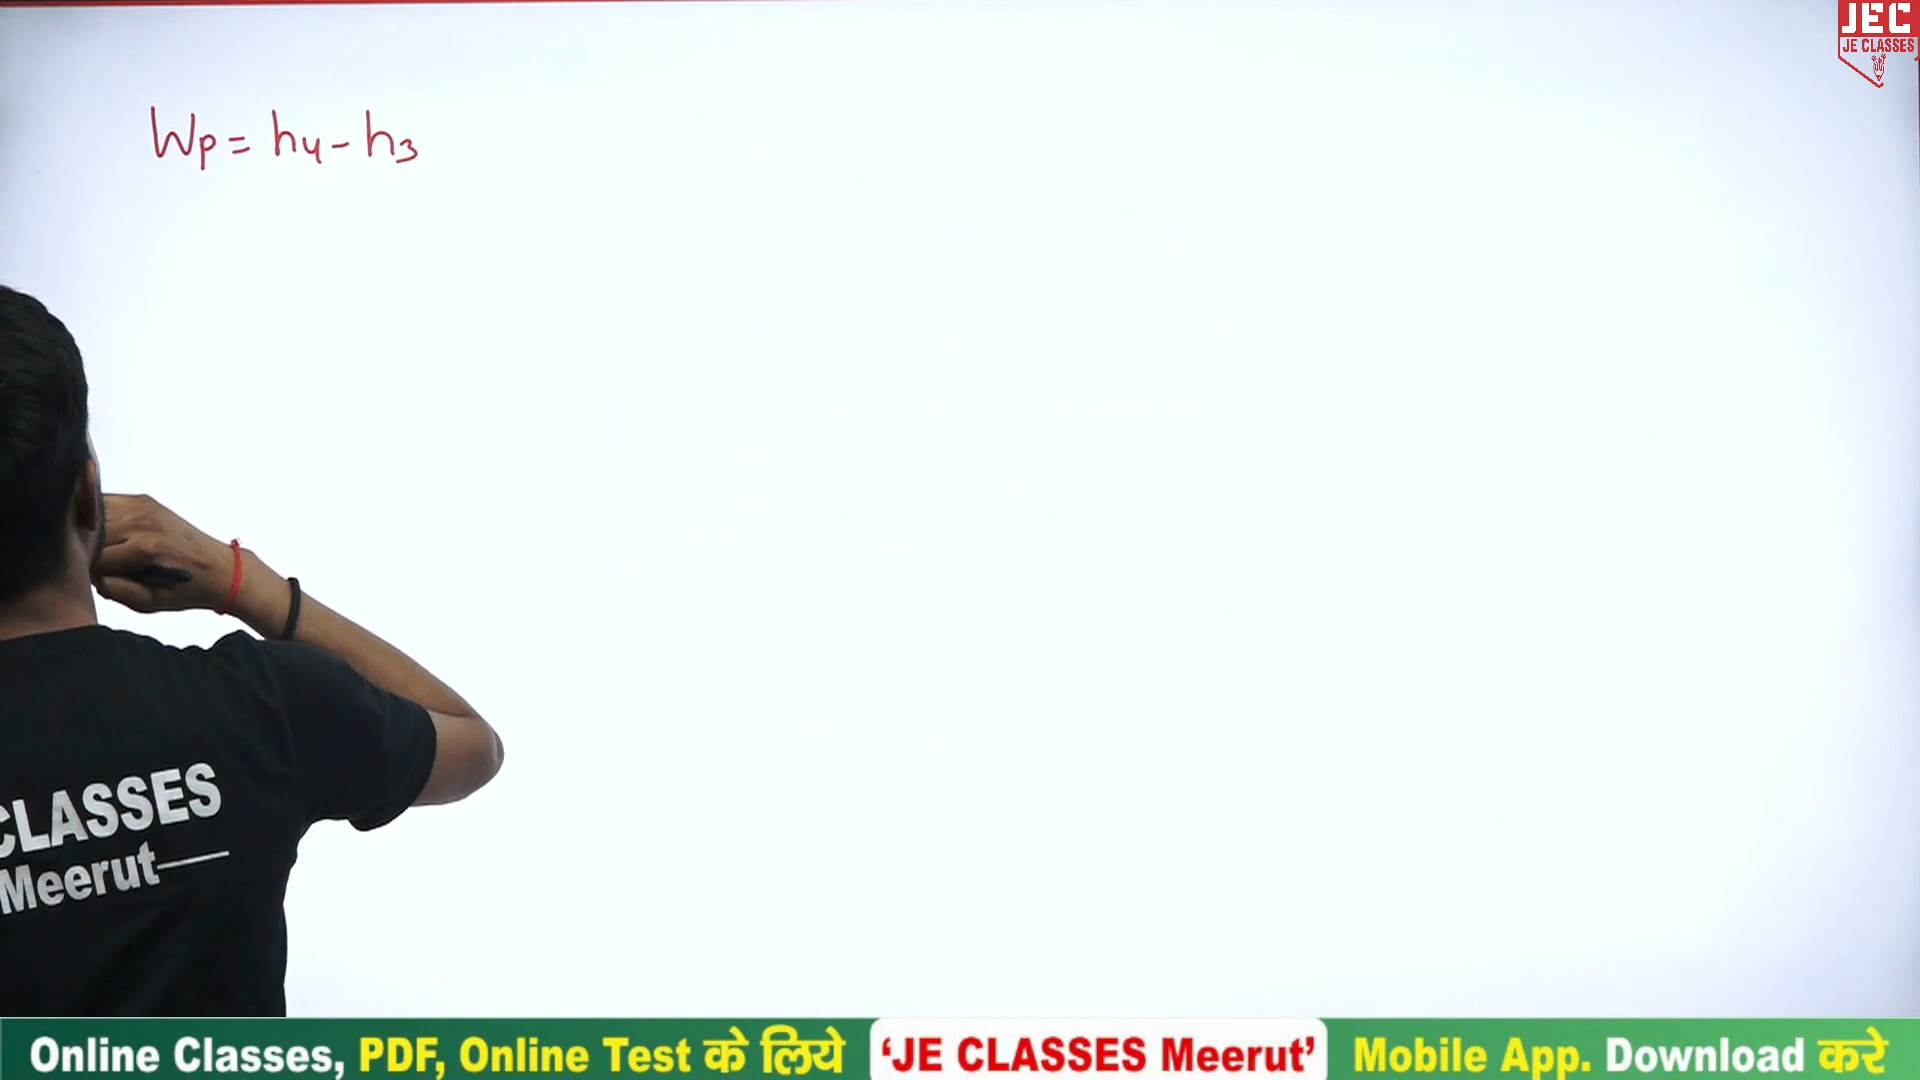 JEC
JE CLASSES
Wp = h4 - h3
CLASSES
Meerut
Online Classes, PDF, Online Test के लिये 'JE CLASSES Meerut' Mobile App. Download करे